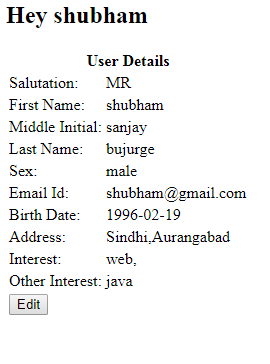 Hey shubham
User Details
Salutation: MR
First Name: shubham
Middle Initial: sanjay
Last Name: bujurge
Sex: male
Email Id: shubham@gmail.com
Birth Date: 1996-02-19
Address: Sindhi,Aurangabad
Interest: web,
Other Interest: java
Edit